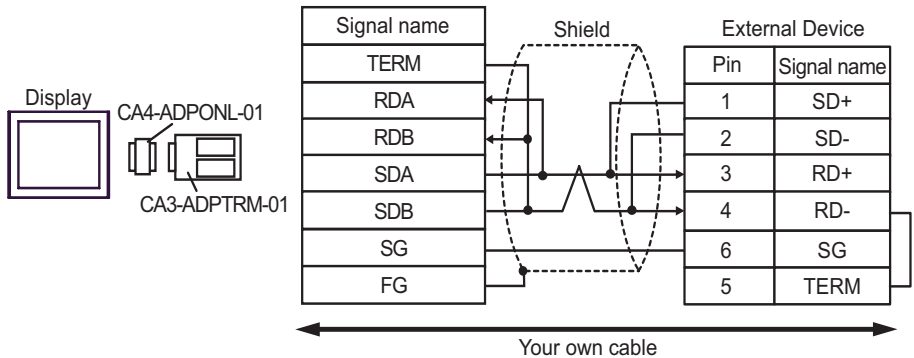 Signal name
Shield
External Device
TERM
Pin
Signal name
Display
CA4-ADPONL-01
CA3-ADPTRM-01
RDA
1
SD+
RDB
2
SD-
SDA
3
RD+
SDB
4
RD-
SG
6
SG
FG
5
TERM
Your own cable